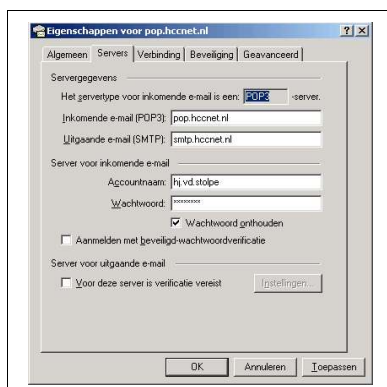 Eigenschappen voor pop.hccnet.nl
Algemeen Servers Verbinding Beveiliging Geavanceerd
Servergegevens
Het servertype voor inkomende e-mail is een: POP3 -server.
Inkomende e-mail (POP3): pop.hccnet.nl
Uitgaande e-mail (SMTP): smtp.hccnet.nl
Server voor inkomende e-mail
Accountnaam: hj.vd.stolpe
Wachtwoord: ********
Wachtwoord onthouden
Aanmelden met beveiligd-wachtwoordverificatie
Server voor uitgaande e-mail
Voor deze server is verificatie vereist Instellingen...
OK Annuleren Toepassen